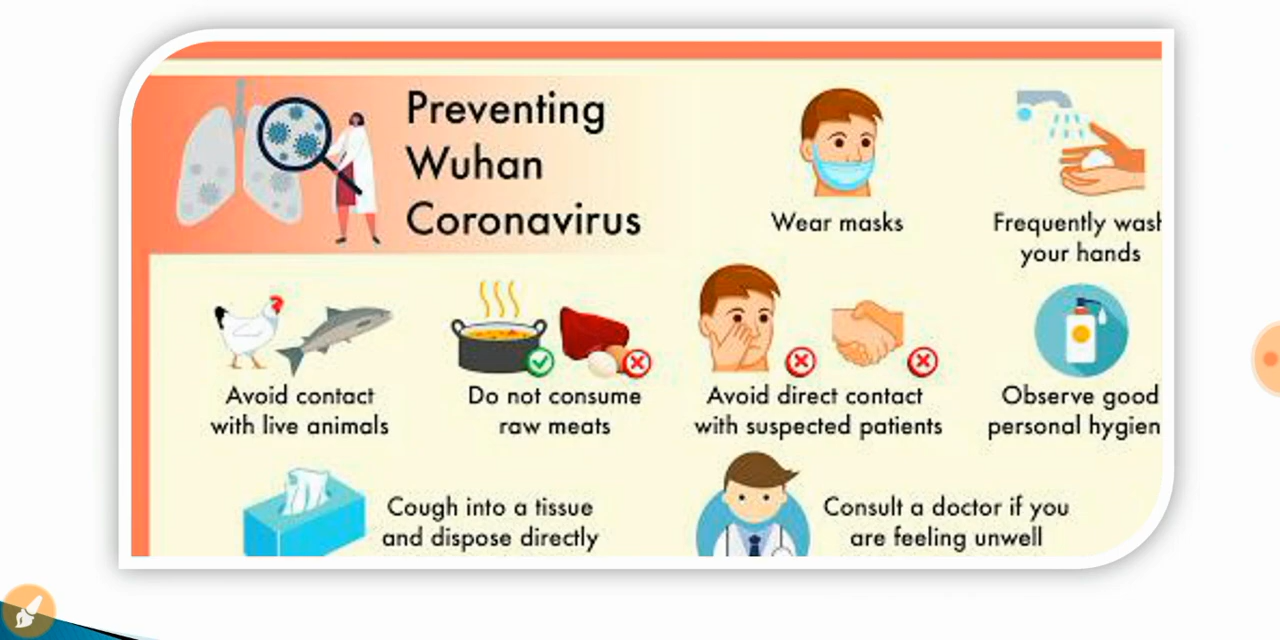 Preventing
Wuhan
Coronavirus
Wear masks
Frequently wash
your hands
Avoid contact
with live animals
Do not consume
raw meats
Avoid direct contact
with suspected patients
Observe good
personal hygien
Cough into a tissue
and dispose directly
Consult a doctor if you
are feeling unwell